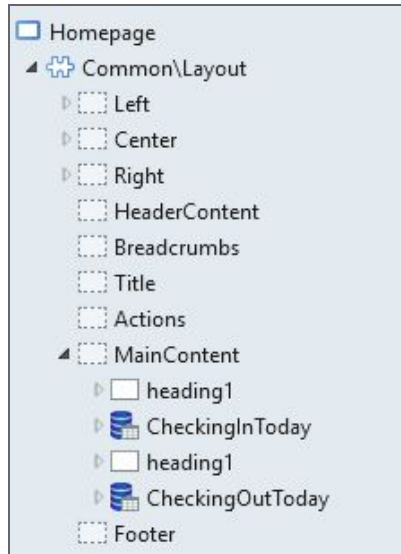 Homepage
Common\Layout
Left
Center
Right
HeaderContent
Breadcrumbs
Title
Actions
MainContent
heading1
CheckingInToday
heading1
CheckingOutToday
Footer